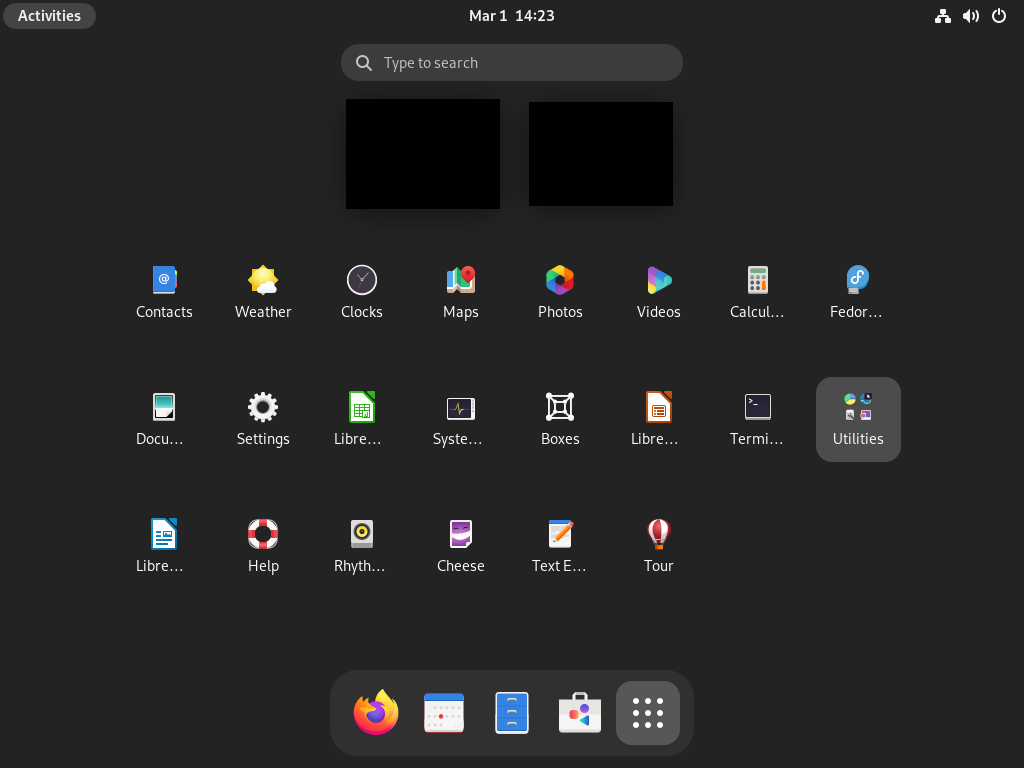 Activities
Mar 1 14:23
Type to search
Contacts
Weather
Clocks
Maps
Photos
Videos
Calcul…
Fedor…
Docu…
Settings
Libre…
Syste…
Boxes
Libre…
Termi…
Utilities
Libre…
Help
Rhyth…
Cheese
Text E…
Tour